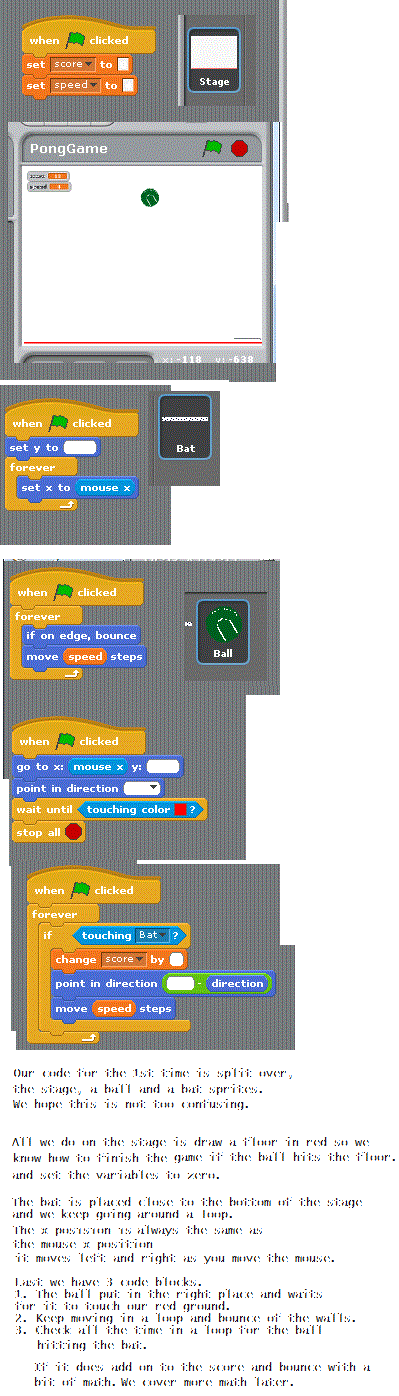 when clicked
set score to
set speed to
Stage
PongGame
x: -118 y: -638
when clicked
set y to
forever
set x to mouse x
Bat
when clicked
forever
if on edge, bounce
move speed steps
Ball
when clicked
go to x: mouse x y:
point in direction
wait until touching color ?
stop all
when clicked
forever
if touching Bat ?
change score by
point in direction - direction
move speed steps
Our code for the 1st time is split over,
the stage, a ball and a bat sprites.
We hope this is not too confusing.
All we do on the stage is draw a floor in red so we
know how to finish the game if the ball hits the floor.
and set the variables to zero.
The bat is placed close to the bottom of the stage
and we keep going around a loop.
The x position is always the same as
the mouse x position
it moves left and right as you move the mouse.
Last we have 3 code blocks.
1. The ball put in the right place and waits
for it to touch our red ground.
2. Keep moving in a loop and bounce of the walls.
3. Check all the time in a loop for the ball
hitting the bat.
If it does add on to the score and bounce with a
bit of math. We cover more math later.